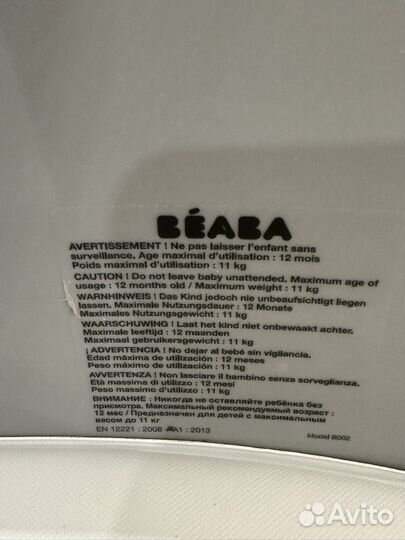 BÉABA
AVERTISSEMENT ! Ne pas laisser l'enfant sans
surveillance. Age maximal d'utilisation : 12 mois
Poids maximal d'utilisation : 11 kg
CAUTION ! Do not leave baby unattended. Maximum age of
usage : 12 months old / Maximum weight : 11 kg
WARNHINWEIS ! Das Kind jedoch nie unbeaufsichtigt liegen
lassen. Maximale Nutzungsdauer : 12 Monate
Maximales Nutzungsgewicht : 11 kg
WAARSCHUWING ! Laat het kind niet onbewaakt achter.
Maximale leeftijd : 12 maanden
Maximaal gebruikersgewicht : 11 kg
¡ ADVERTENCIA ! No dejar al bebé sin vigilancia.
Edad máxima de utilización : 12 meses
Peso máximo de utilización : 11 kg
AVVERTENZA ! Non lasciare il bambino senza sorveglianza.
Età massima di utilizzo : 12 mesi
Peso massimo d'utilizzo : 11 kg
ВНИМАНИЕ : Никогда не оставляйте ребёнка без
присмотра. Максимальный рекомендуемый возраст :
12 мес / Предназначен для детей с максимальным
весом до 11 кг
EN 12221 : 2008 + A1 : 2013
Model B002
Avito